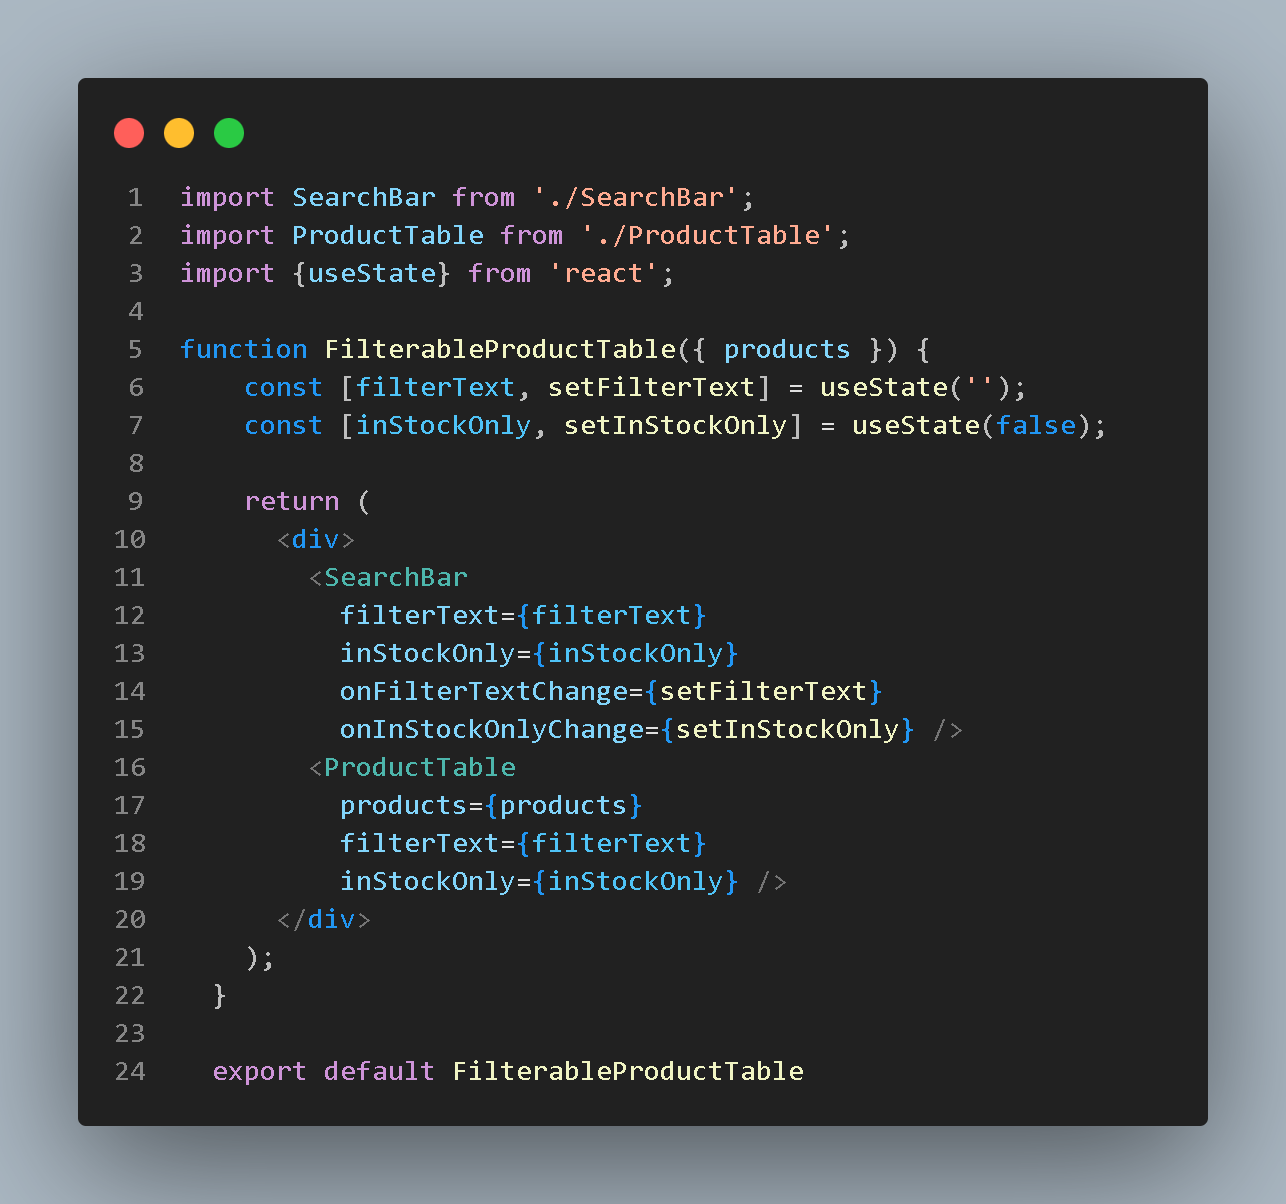 1 import SearchBar from './SearchBar';
2 import ProductTable from './ProductTable';
3 import {useState} from 'react';
4
5 function FilterableProductTable({ products }) {
6     const [filterText, setFilterText] = useState('');
7     const [inStockOnly, setInStockOnly] = useState(false);
8
9     return (
10       <div>
11         <SearchBar
12           filterText={filterText}
13           inStockOnly={inStockOnly}
14           onFilterTextChange={setFilterText}
15           onInStockOnlyChange={setInStockOnly} />
16         <ProductTable
17           products={products}
18           filterText={filterText}
19           inStockOnly={inStockOnly} />
20       </div>
21     );
22   }
23
24   export default FilterableProductTable